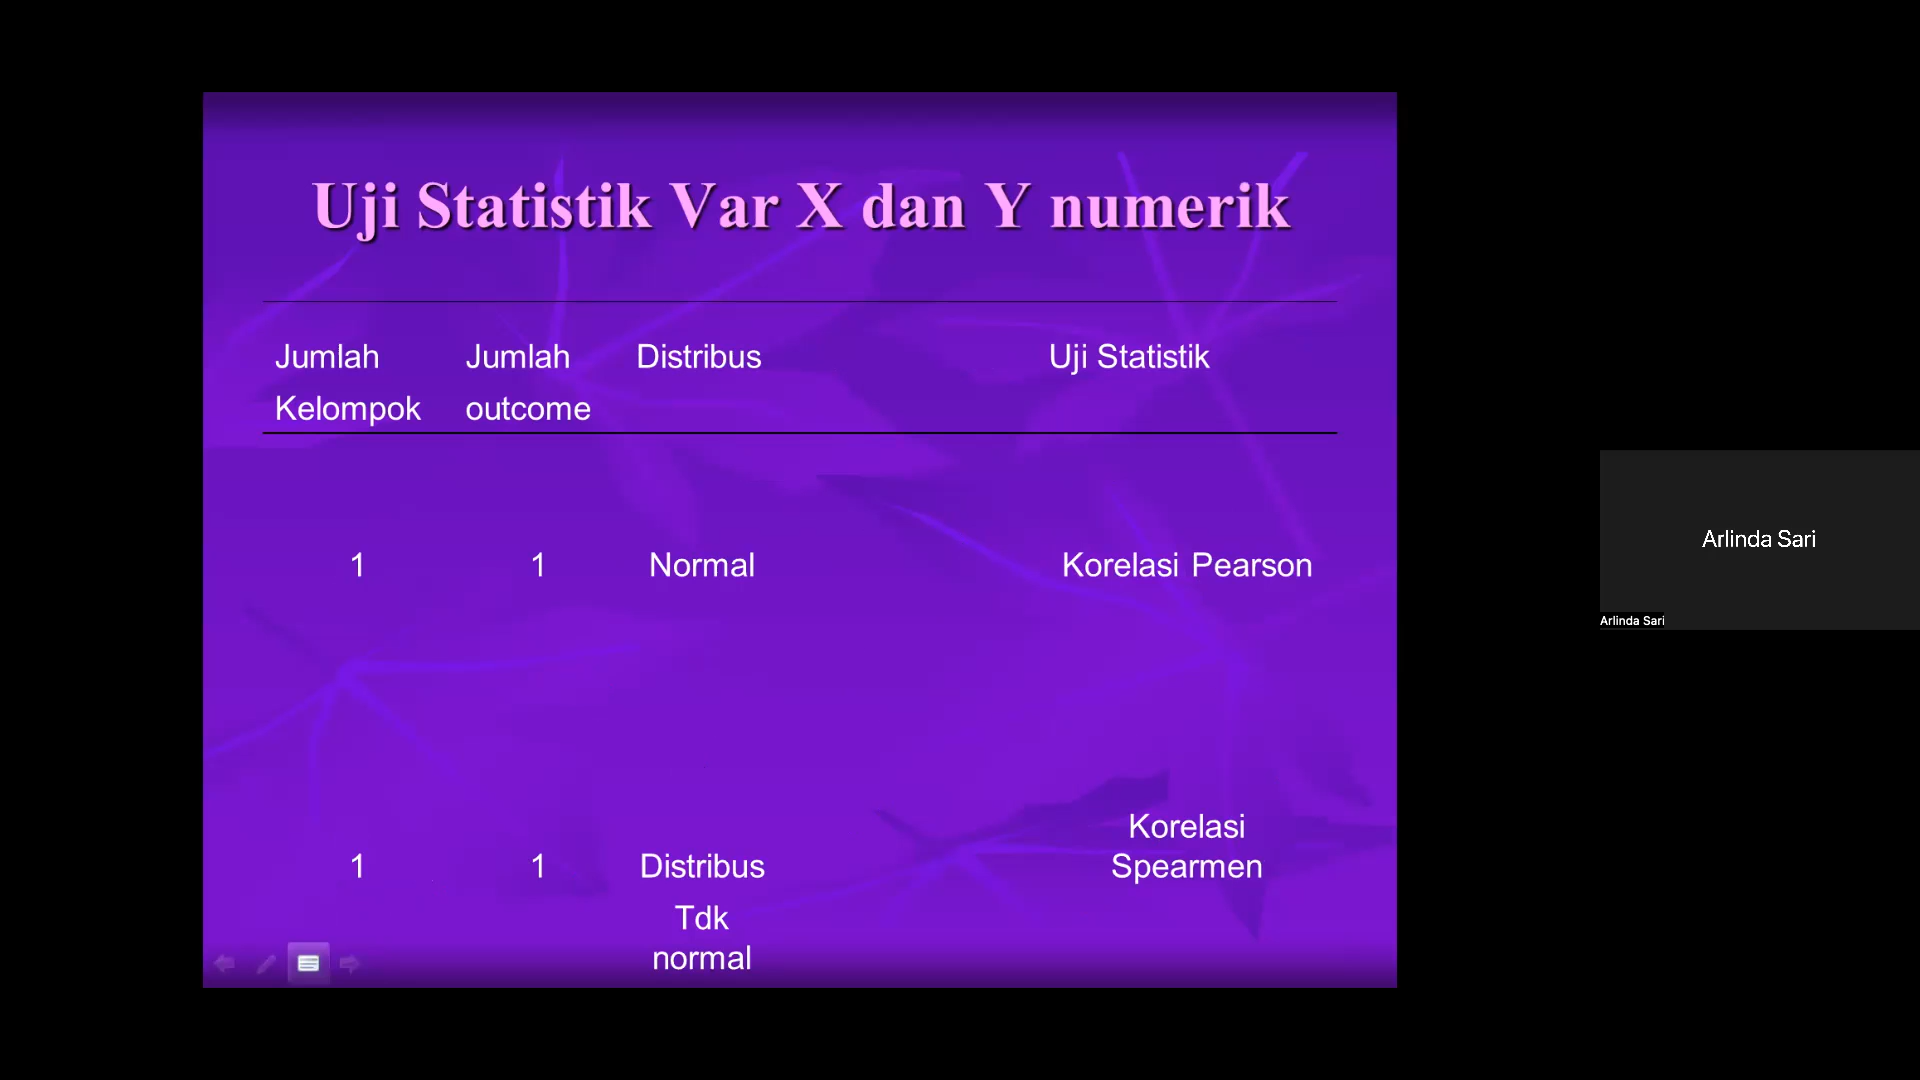 Uji Statistik Var X dan Y numerik
Jumlah Jumlah Distribus Uji Statistik
Kelompok outcome
1 1 Normal Korelasi Pearson
Korelasi
1 1 Distribus Spearmen
Tdk
normal
Arlinda Sari
Arlinda Sari